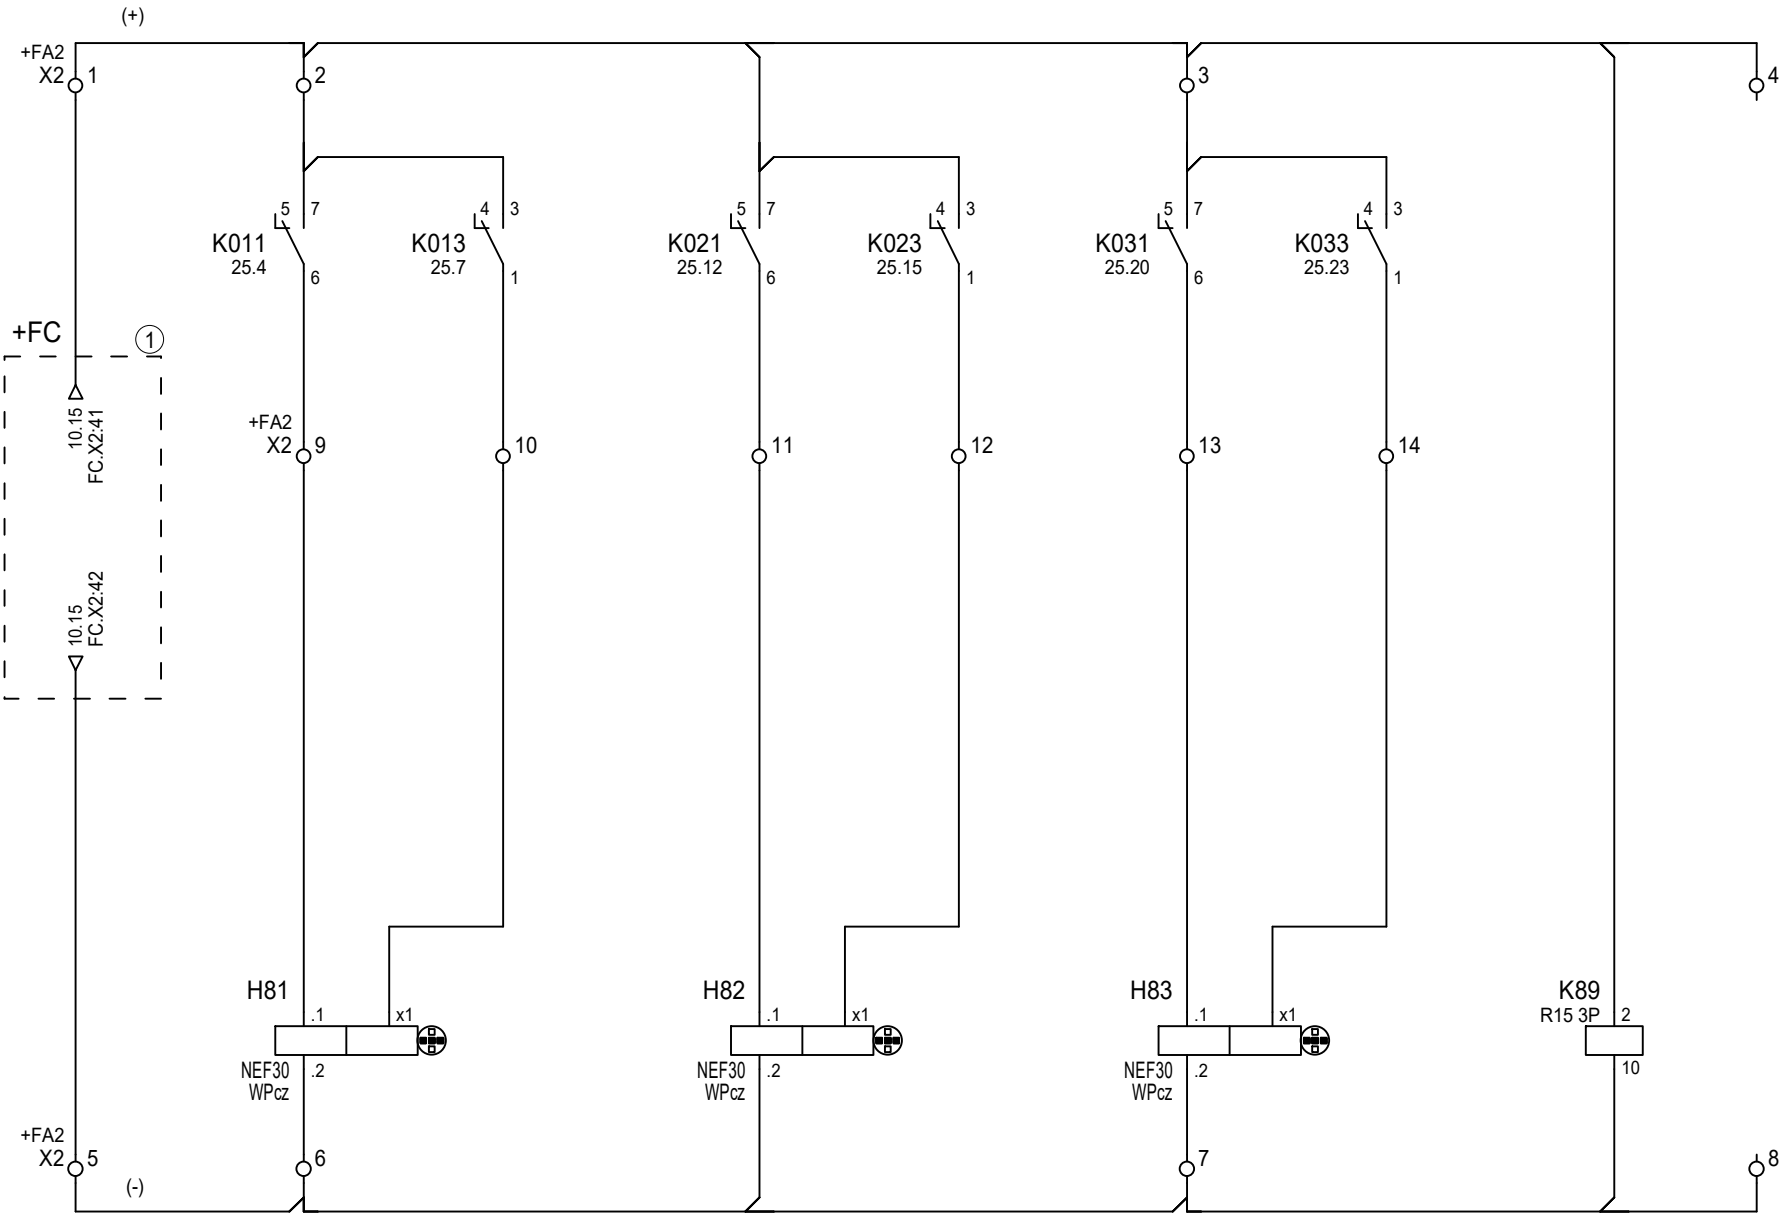 (+)
+FA2
X2 1
2
3
4
5 7
K011
25.4
6
4 3
K013
25.7
1
5 7
K021
25.12
6
4 3
K023
25.15
1
5 7
K031
25.20
6
4 3
K033
25.23
1
+FC
1
10.15
FC.X2:41
10.15
FC.X2:42
+FA2
X2 9
10
11
12
13
14
H81
.1 x1
NEF30 .2
WPcz
H82
.1 x1
NEF30 .2
WPcz
H83
.1 x1
NEF30 .2
WPcz
K89
R15 3P 2
10
+FA2
X2 5
6
7
8
(-)